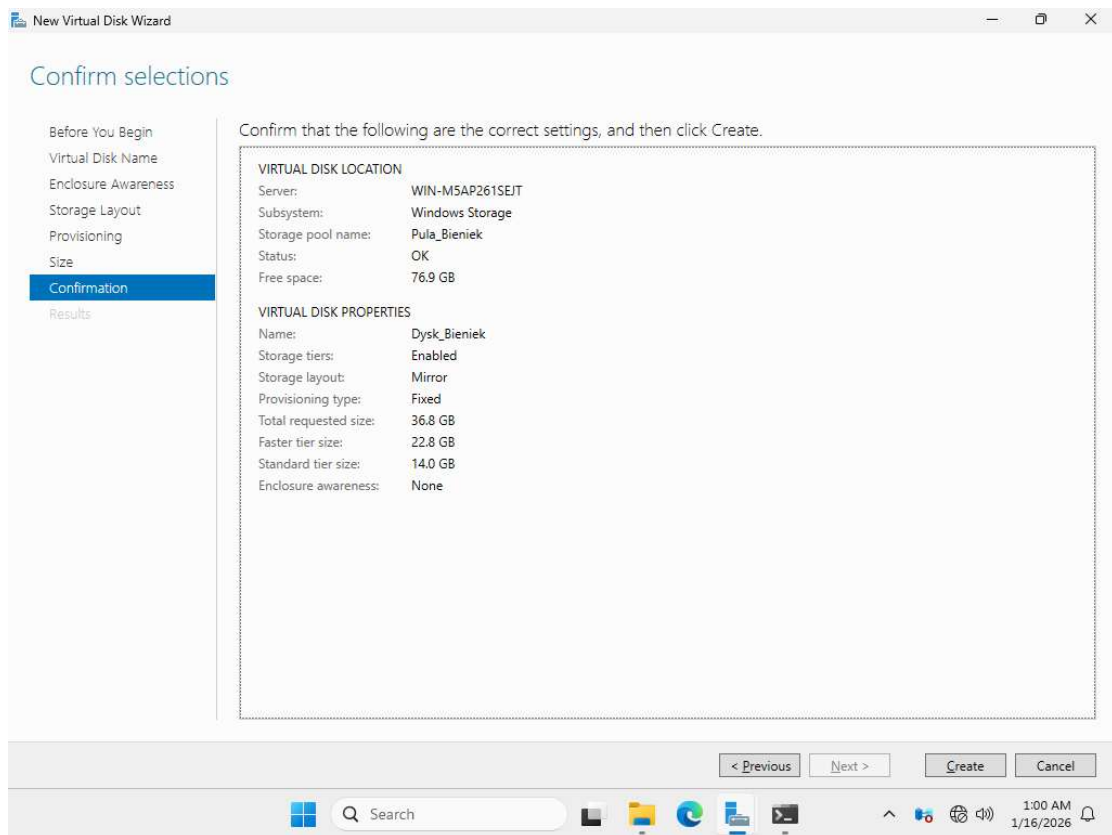 New Virtual Disk Wizard
Confirm selections
Before You Begin
Virtual Disk Name
Enclosure Awareness
Storage Layout
Provisioning
Size
Confirmation
Results
Confirm that the following are the correct settings, and then click Create.
VIRTUAL DISK LOCATION
Server: WIN-M5AP261SEJT
Subsystem: Windows Storage
Storage pool name: Pula_Bieniek
Status: OK
Free space: 76.9 GB
VIRTUAL DISK PROPERTIES
Name: Dysk_Bieniek
Storage tiers: Enabled
Storage layout: Mirror
Provisioning type: Fixed
Total requested size: 36.8 GB
Faster tier size: 22.8 GB
Standard tier size: 14.0 GB
Enclosure awareness: None
< Previous Next > Create Cancel
Search
1:00 AM
1/16/2026